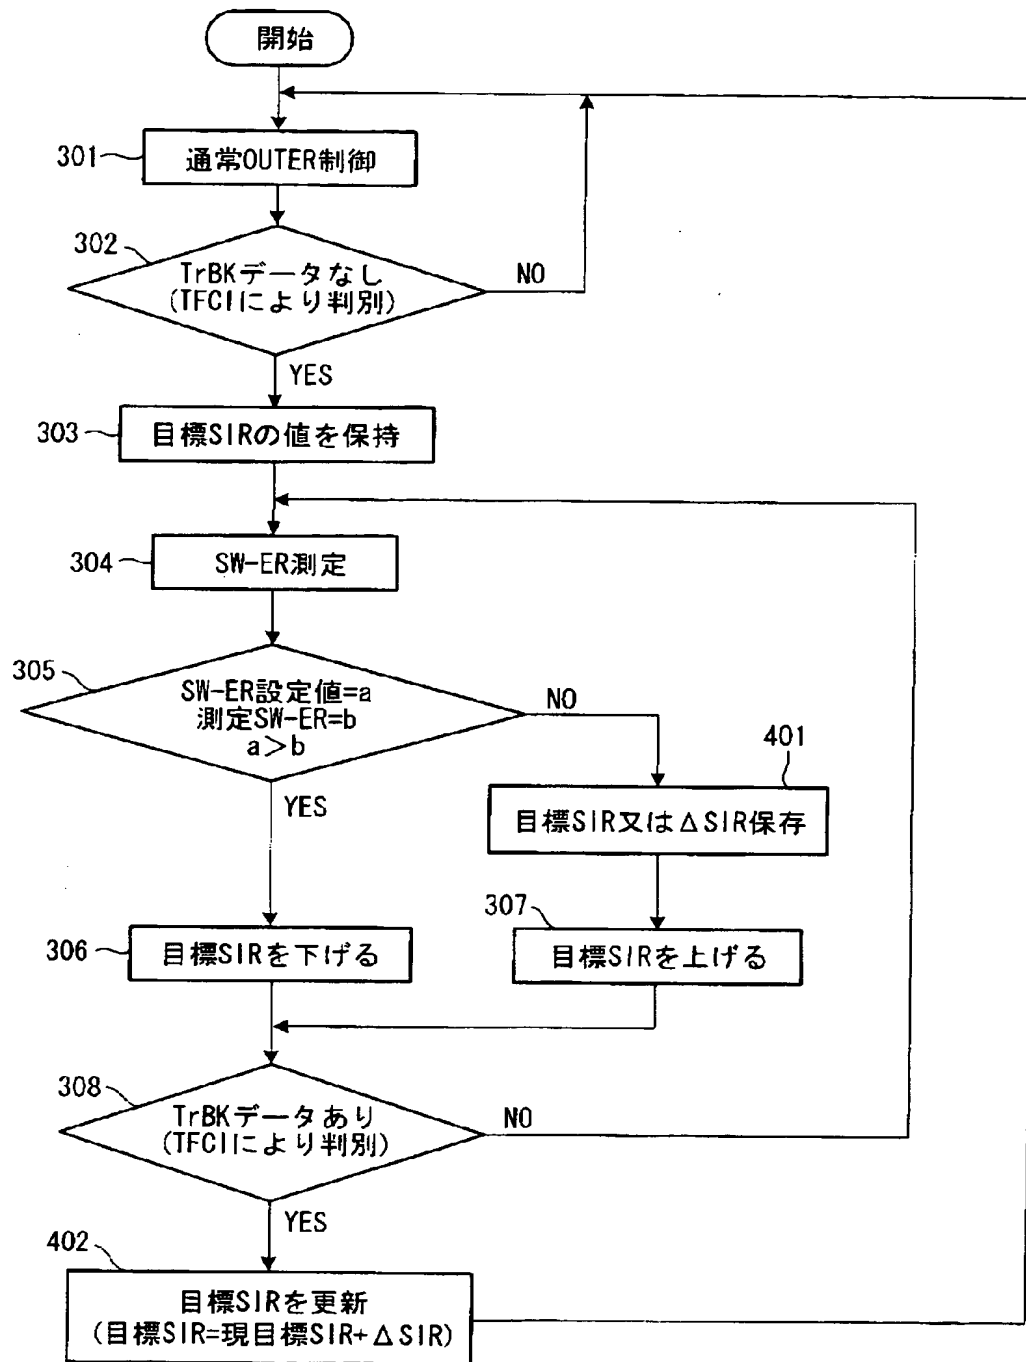 開始
301
通常OUTER制御
302
TrBKデータなし
(TFCIにより判別)
NO
YES
303
目標SIRの値を保持
304
SW-ER測定
305
SW-ER設定値=a
測定SW-ER=b
a>b
NO
YES
401
目標SIR又はΔSIR保存
307
目標SIRを上げる
306
目標SIRを下げる
308
TrBKデータあり
(TFCIにより判別)
NO
YES
402
目標SIRを更新
(目標SIR=現目標SIR+ΔSIR)